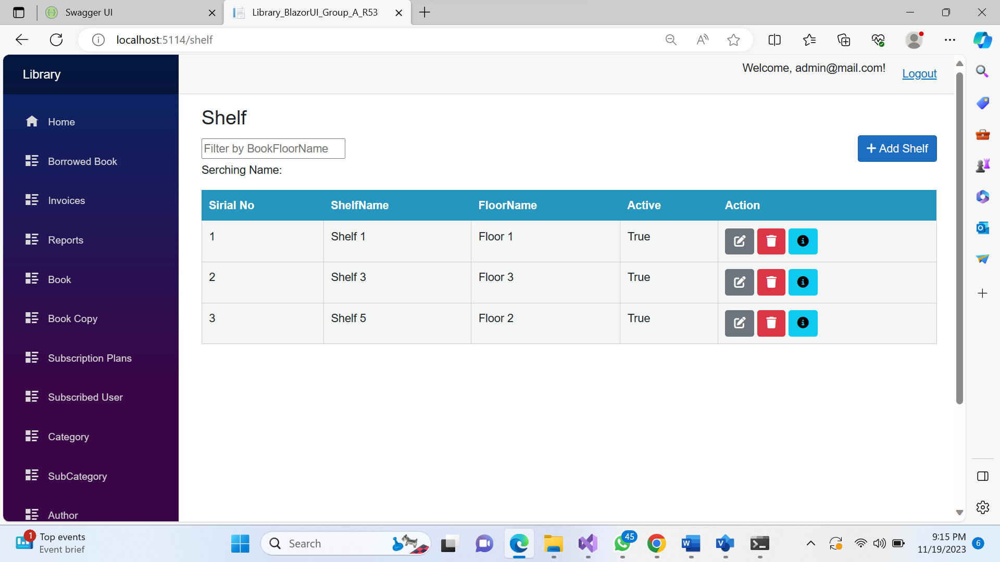 Swagger UI
Library_BlazorUI_Group_A_R53
localhost:5114/shelf
Library
Welcome, admin@mail.com!
Logout
Home
Borrowed Book
Invoices
Reports
Book
Book Copy
Subscription Plans
Subscribed User
Category
SubCategory
Author
Shelf
Filter by BookFloorName
+ Add Shelf
Serching Name:
Sirial No ShelfName FloorName Active Action
1 Shelf 1 Floor 1 True
2 Shelf 3 Floor 3 True
3 Shelf 5 Floor 2 True
1
Top events
Event brief
Search
45
9:15 PM
11/19/2023
6